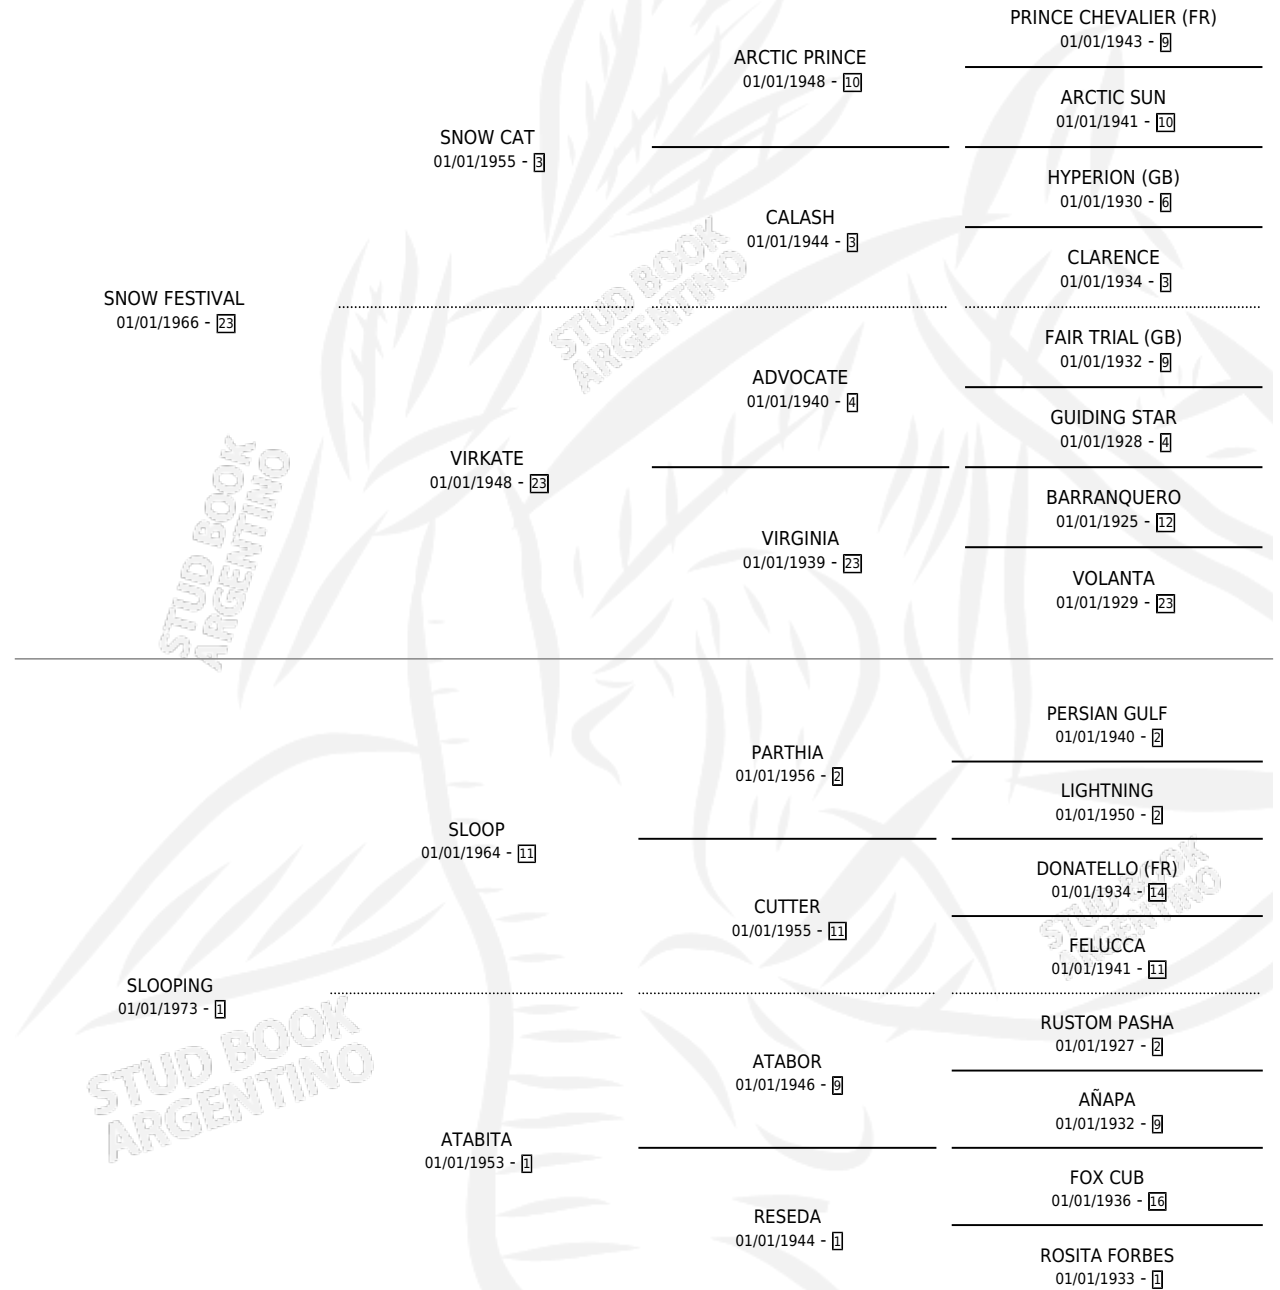 PRINCE CHEVALIER (FR)
01/01/1943 - 9
ARCTIC PRINCE
01/01/1948 - 10
ARCTIC SUN
01/01/1941 - 10
SNOW CAT
01/01/1955 - 3
HYPERION (GB)
01/01/1930 - 6
CALASH
01/01/1944 - 3
CLARENCE
01/01/1934 - 3
SNOW FESTIVAL
01/01/1966 - 23
FAIR TRIAL (GB)
01/01/1932 - 9
ADVOCATE
01/01/1940 - 4
GUIDING STAR
01/01/1928 - 4
VIRKATE
01/01/1948 - 23
BARRANQUERO
01/01/1925 - 12
VIRGINIA
01/01/1939 - 23
VOLANTA
01/01/1929 - 23
PERSIAN GULF
01/01/1940 - 2
PARTHIA
01/01/1956 - 2
LIGHTNING
01/01/1950 - 2
SLOOP
01/01/1964 - 11
DONATELLO (FR)
01/01/1934 - 14
CUTTER
01/01/1955 - 11
FELUCCA
01/01/1941 - 11
SLOOPING
01/01/1973 - 1
RUSTOM PASHA
01/01/1927 - 2
ATABOR
01/01/1946 - 9
AÑAPA
01/01/1932 - 9
ATABITA
01/01/1953 - 1
FOX CUB
01/01/1936 - 16
RESEDA
01/01/1944 - 1
ROSITA FORBES
01/01/1933 - 1
STUD BOOK
ARGENTINO
STUD BOOK
ARGENTINO
STUD BOOK
ARGENTINO
STUD BOOK
ARGENTINO